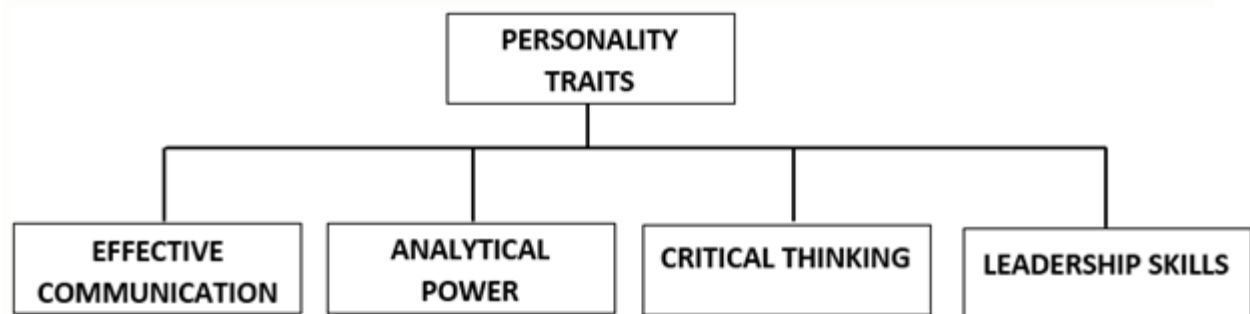 PERSONALITY
TRAITS
EFFECTIVE
COMMUNICATION
ANALYTICAL
POWER
CRITICAL THINKING
LEADERSHIP SKILLS